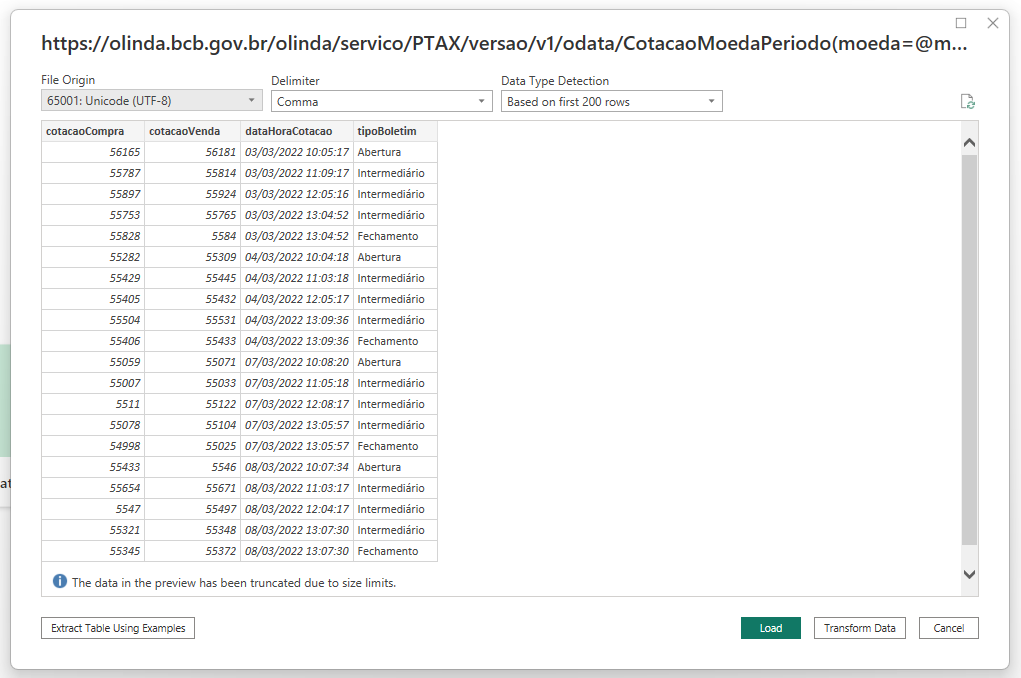 https://olinda.bcb.gov.br/olinda/servico/PTAX/versao/v1/odata/CotacaoMoedaPeriodo(moeda=@m...
File Origin Delimiter Data Type Detection
65001: Unicode (UTF-8) Comma Based on first 200 rows
cotacaoCompra cotacaoVenda dataHoraCotacao tipoBoletim
56165 56181 03/03/2022 10:05:17 Abertura
55787 55814 03/03/2022 11:09:17 Intermediário
55897 55924 03/03/2022 12:05:16 Intermediário
55753 55765 03/03/2022 13:04:52 Intermediário
55828 5584 03/03/2022 13:04:52 Fechamento
55282 55309 04/03/2022 10:04:18 Abertura
55429 55445 04/03/2022 11:03:18 Intermediário
55405 55432 04/03/2022 12:05:17 Intermediário
55504 55531 04/03/2022 13:09:36 Intermediário
55406 55433 04/03/2022 13:09:36 Fechamento
55059 55071 07/03/2022 10:08:20 Abertura
55007 55033 07/03/2022 11:05:18 Intermediário
5511 55122 07/03/2022 12:08:17 Intermediário
55078 55104 07/03/2022 13:05:57 Intermediário
54998 55025 07/03/2022 13:05:57 Fechamento
55433 5546 08/03/2022 10:07:34 Abertura
55654 55671 08/03/2022 11:03:17 Intermediário
5547 55497 08/03/2022 12:04:17 Intermediário
55321 55348 08/03/2022 13:07:30 Intermediário
55345 55372 08/03/2022 13:07:30 Fechamento
The data in the preview has been truncated due to size limits.
Extract Table Using Examples Load Transform Data Cancel